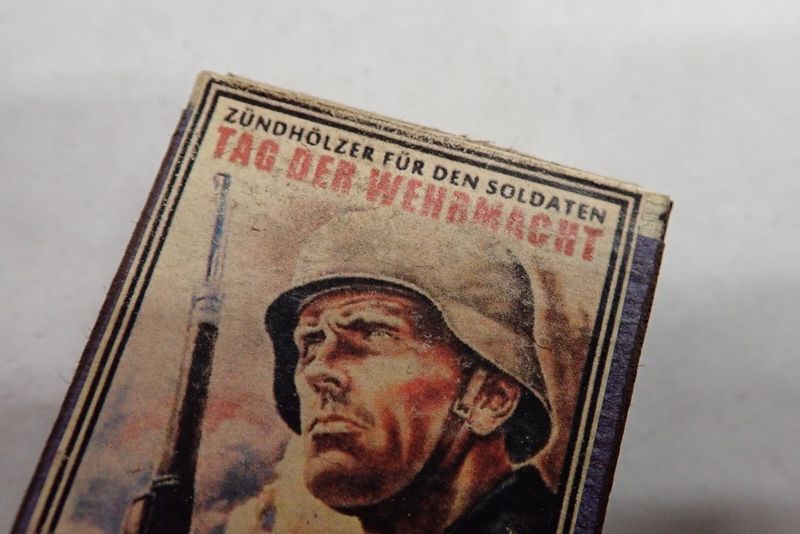 ZÜNDHÖLZER FÜR DEN SOLDATEN
TAG DER WEHRMACHT